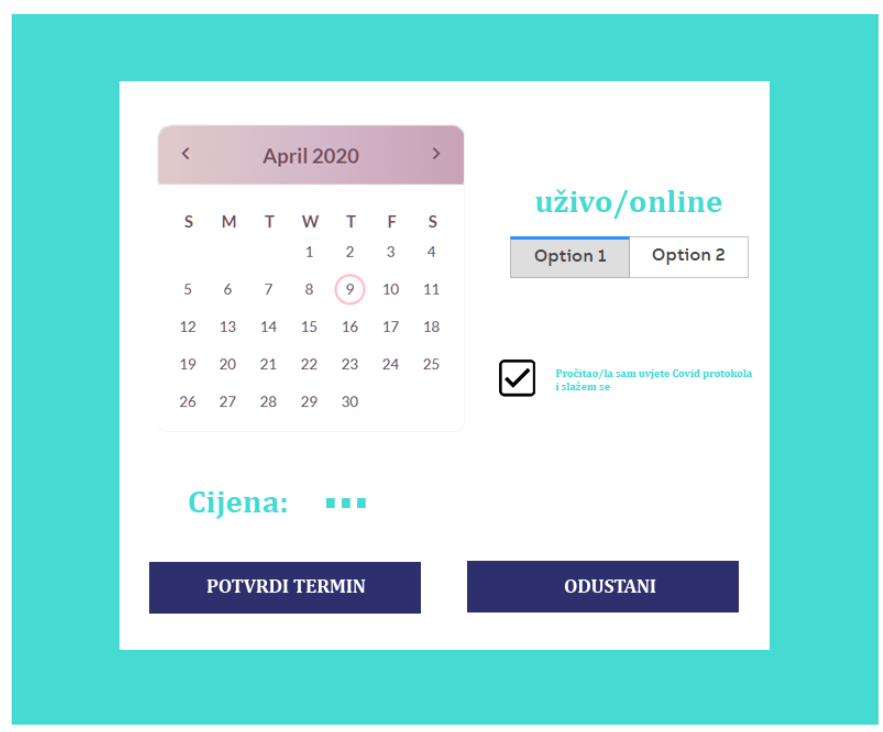 April 2020
S M T W T F S
1 2 3 4
5 6 7 8 9 10 11
12 13 14 15 16 17 18
19 20 21 22 23 24 25
26 27 28 29 30
uživo/online
Option 1 Option 2
Pročitao/la sam uvjete Covid protokola
i slažem se
Cijena: ...
POTVRDI TERMIN
ODUSTANI